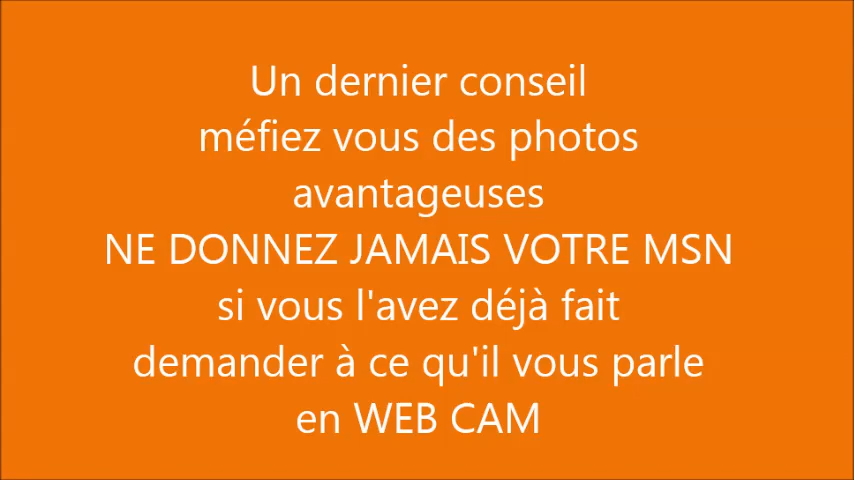 Un dernier conseil
méfiez vous des photos
avantageuses
NE DONNEZ JAMAIS VOTRE MSN
si vous l'avez déjà fait
demander à ce qu'il vous parle
en WEB CAM